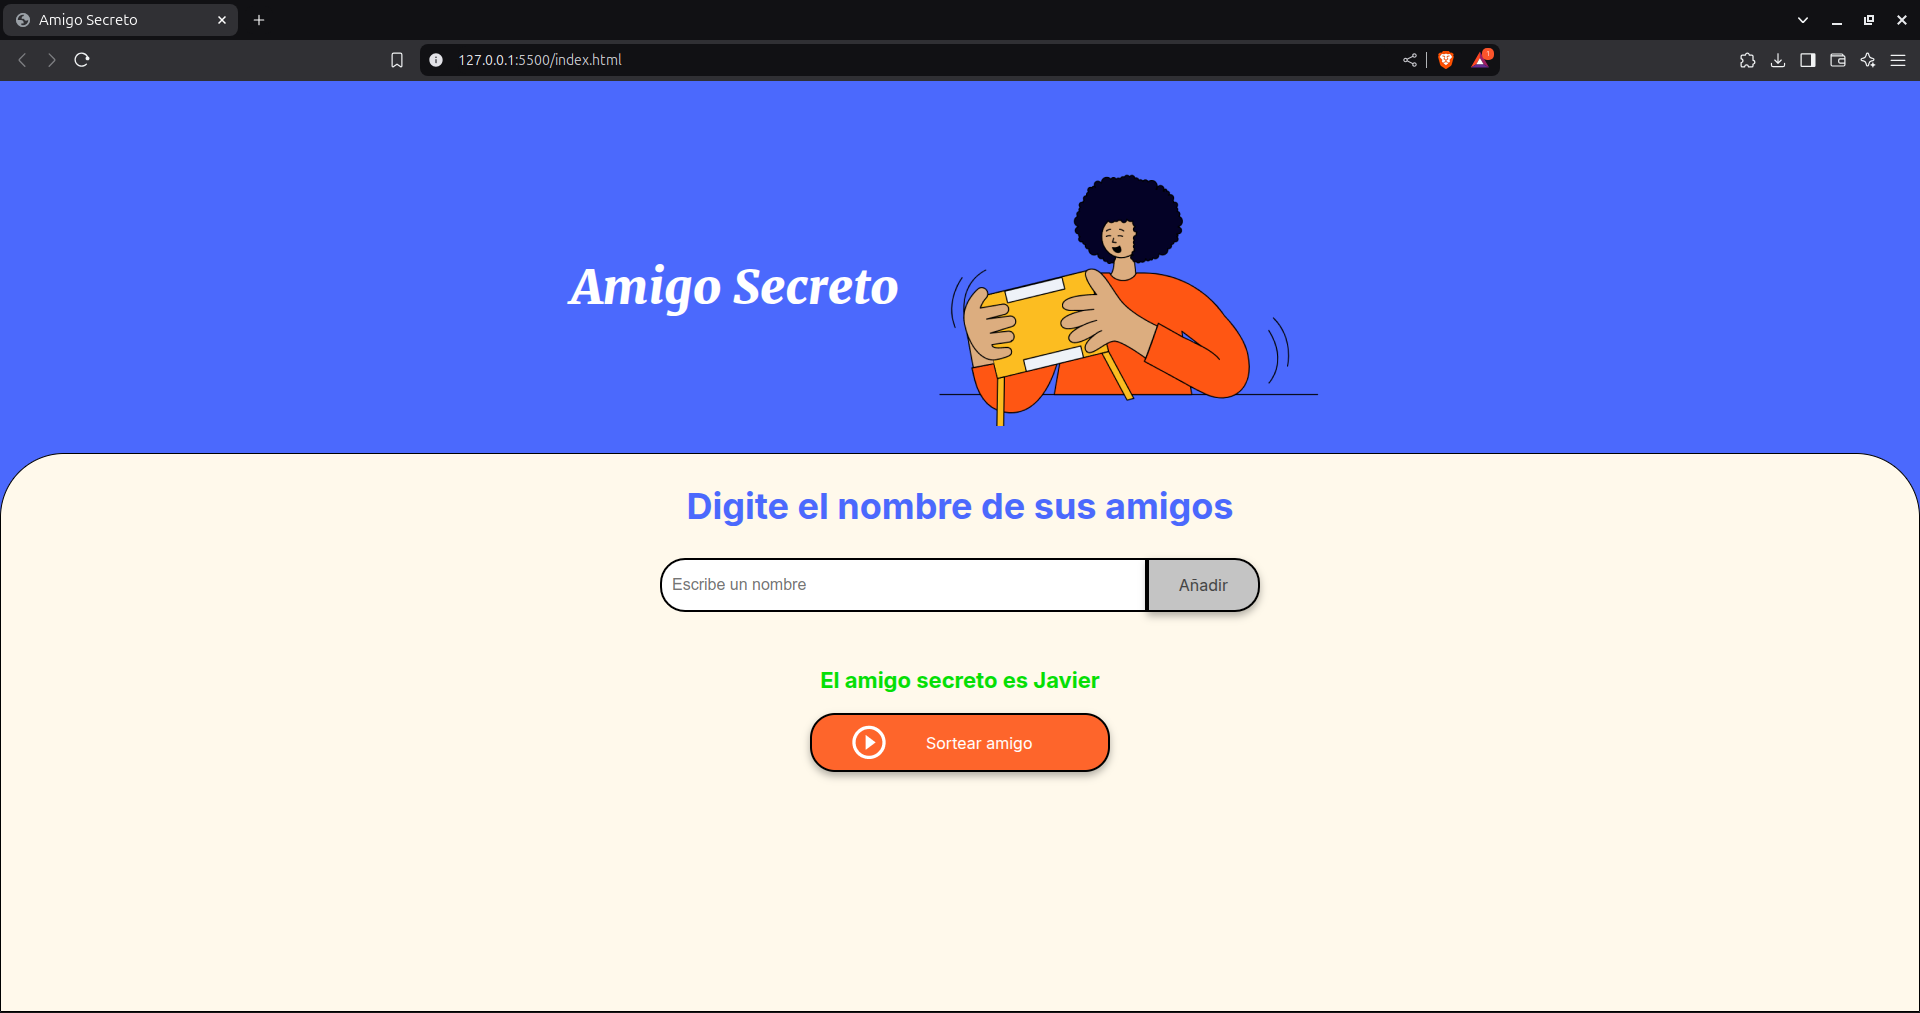 Amigo Secreto
127.0.0.1:5500/index.html
1
Amigo Secreto
Digite el nombre de sus amigos
Escribe un nombre
Añadir
El amigo secreto es Javier
Sortear amigo